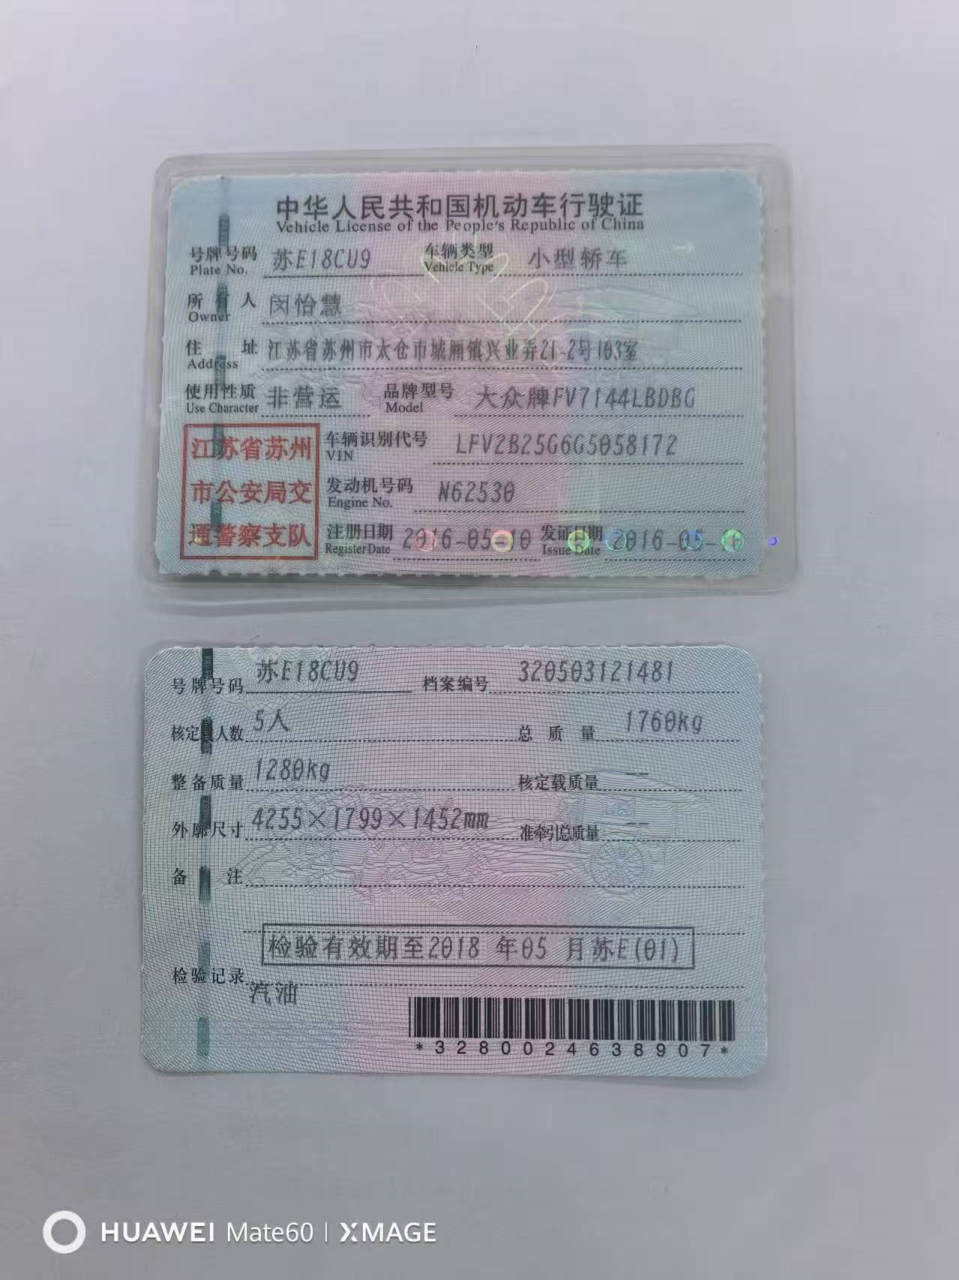 中华人民共和国机动车行驶证
Vehicle License of the People's Republic of China
号牌号码 苏E18CU9 车辆类型 小型轿车
Plate No. Vehicle Type
所有人 闵怡慧
Owner
住址 江苏省苏州市太仓市城厢镇兴业弄21-2号103室
Address
使用性质 非营运 品牌型号 大众牌FV7144LBDBG
Use Character Model
江苏省苏州 车辆识别代号 LFV2B25G6G5058172
VIN
市公安局交 发动机号码 N62530
Engine No.
通警察支队 注册日期 2016-05-10 发证日期 2016-05-10
Register Date Issue Date
号牌号码 苏E18CU9 档案编号 320503121481
核定载人数 5人 总质量 1760kg
整备质量 1280kg 核定载质量 --
外廓尺寸 4255×1799×1452mm 准牵引总质量 --
备注
检验有效期至2018 年05 月苏E(01)
检验记录
汽油
*3280024638907*
HUAWEI Mate60 | XMAGE